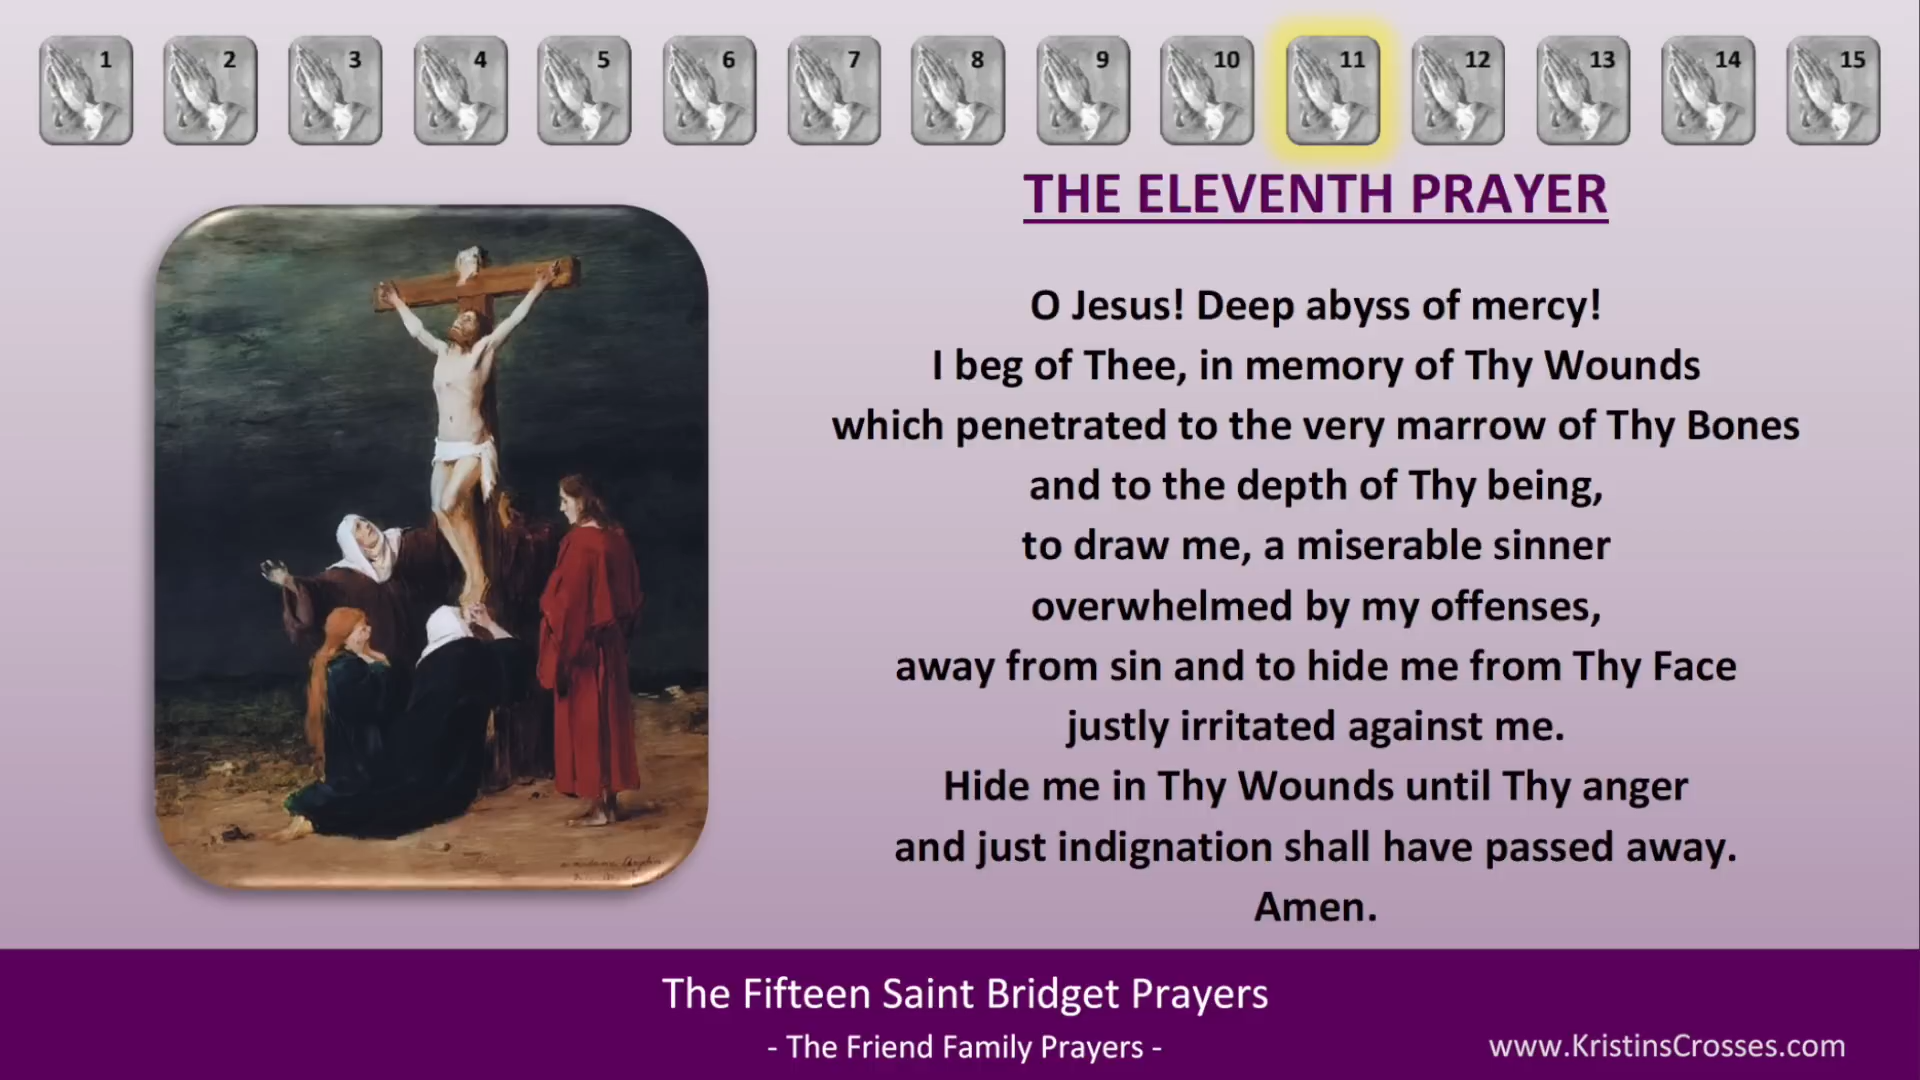 1 2 3 4 5 6 7 8 9 10 11 12 13 14 15
THE ELEVENTH PRAYER
O Jesus! Deep abyss of mercy!
I beg of Thee, in memory of Thy Wounds
which penetrated to the very marrow of Thy Bones
and to the depth of Thy being,
to draw me, a miserable sinner
overwhelmed by my offenses,
away from sin and to hide me from Thy Face
justly irritated against me.
Hide me in Thy Wounds until Thy anger
and just indignation shall have passed away.
Amen.
The Fifteen Saint Bridget Prayers
- The Friend Family Prayers -
www.KristinsCrosses.com